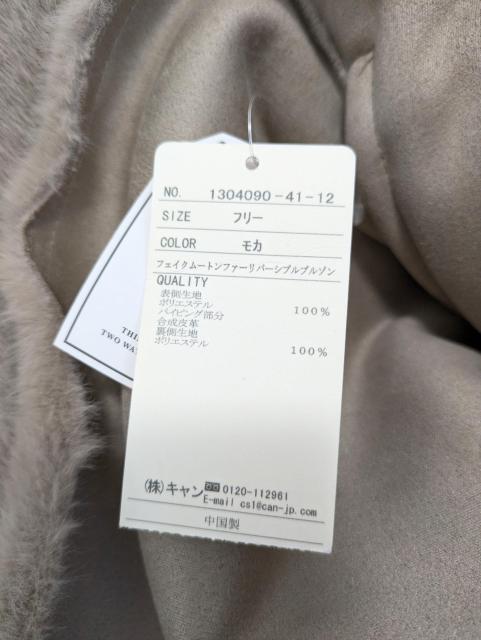 NO. 1304090-41-12
SIZE フリー
COLOR モカ
フェイクムートンファーリバーシブルブルゾン
QUALITY
表側生地
ポリエステル 100%
パイピング部分
合成皮革
裏側生地
ポリエステル 100%
(株)キャン 0120-112961
E-mail cs1@can-jp.com
中国製
TWO WA